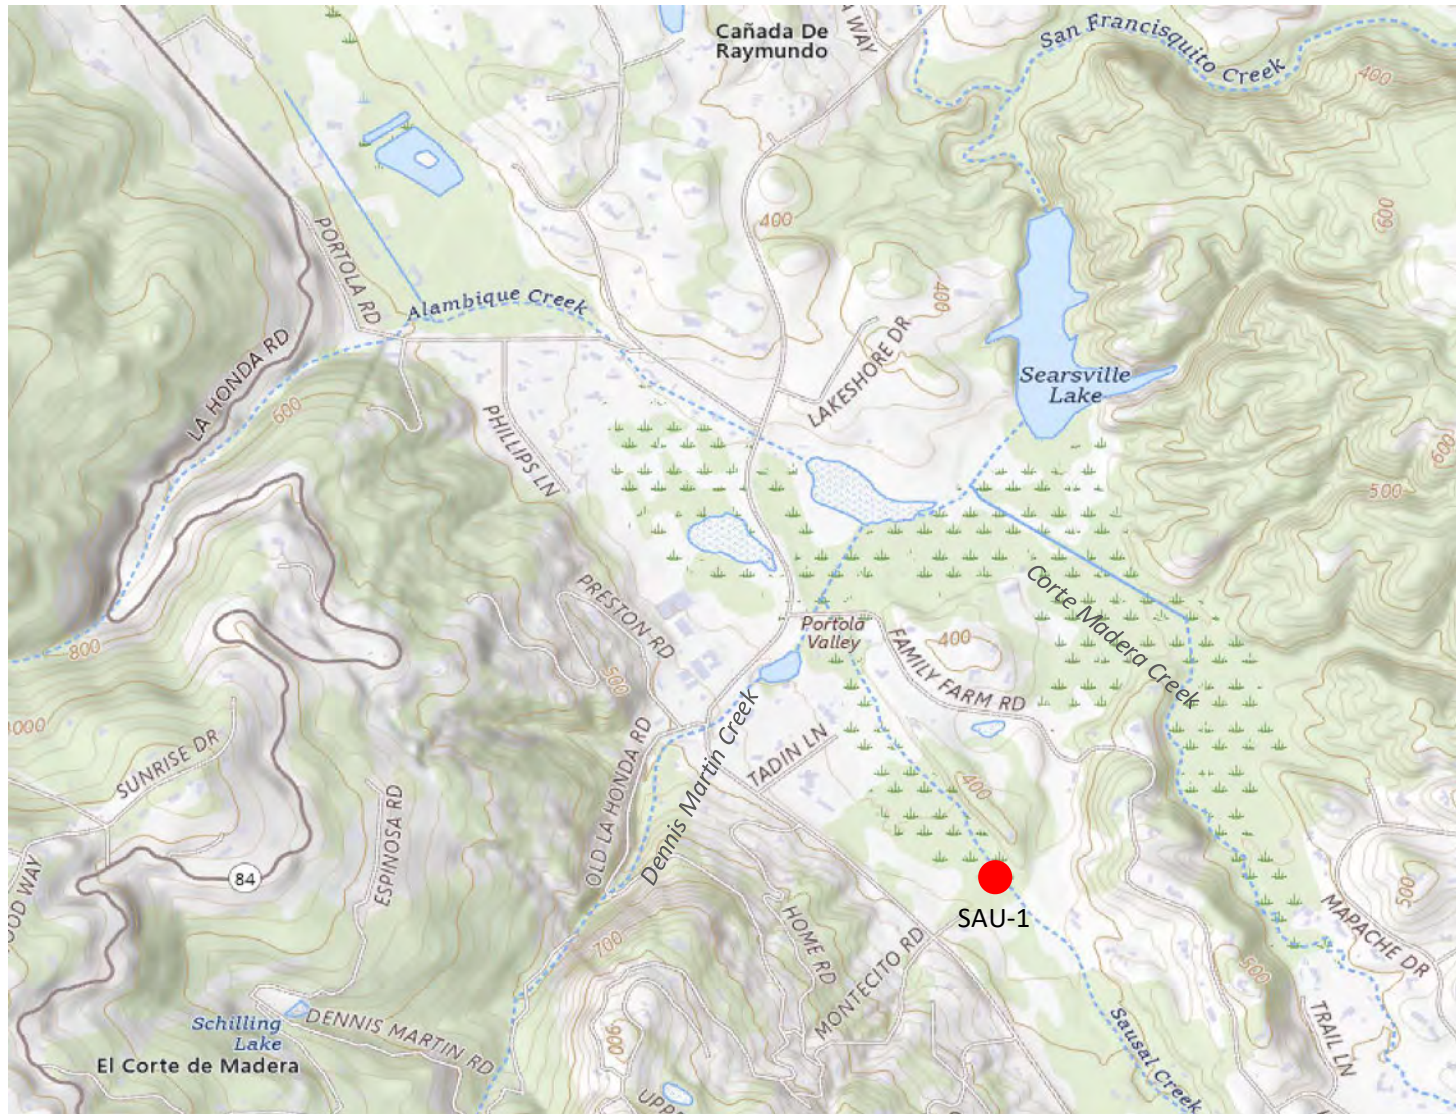 Cañada De
Raymundo
WAY
San Francisquito Creek
400
600
400
PORTOLA RD
Alambique Creek
400
LA HONDA RD
LAKESHORE DR
Searsville
Lake
600
PHILLIPS LN
600
500
PRESTON RD
Corte Madera Creek
Portola
Valley
400
FAMILY FARM RD
800
500
SUNRISE DR
OLD LA HONDA RD
Dennis Martin Creek
TADIN LN
400
ESPINOSA RD
84
SAU-1
MAPACHE DR
500
HOME RD
700
MONTECITO RD
500
Schilling
Lake
DENNIS MARTIN RD
900
Sausal Creek
TRAIL LN
El Corte de Madera